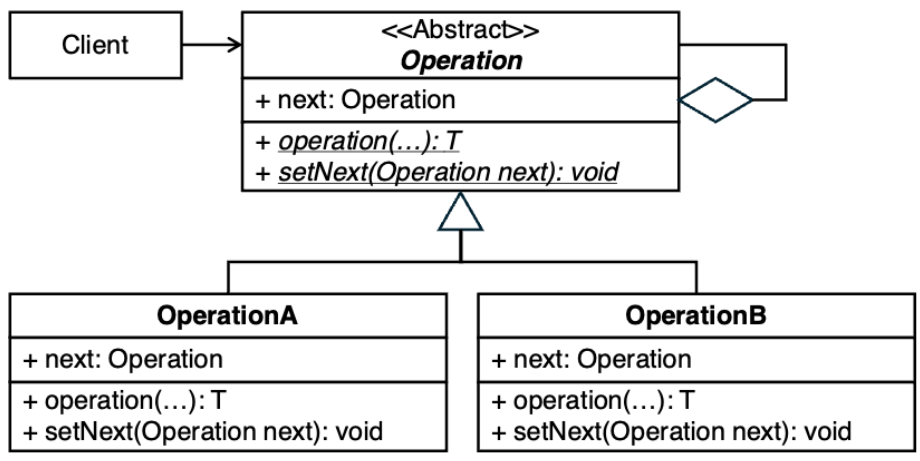 Client
<<Abstract>>
Operation
+ next: Operation
+ operation(...): T
+ setNext(Operation next): void
OperationA
+ next: Operation
+ operation(...): T
+ setNext(Operation next): void
OperationB
+ next: Operation
+ operation(...): T
+ setNext(Operation next): void